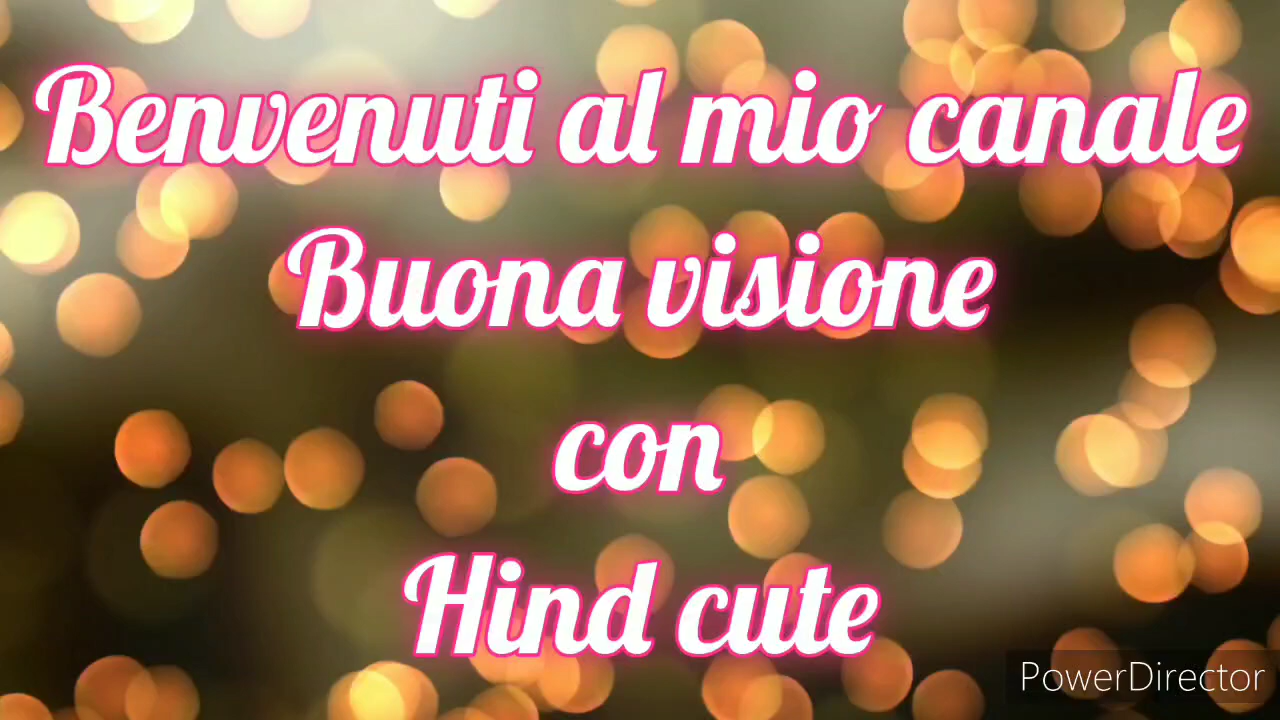 Benvenuti al mio canale
Buona visione
con
Hind cute
PowerDirector